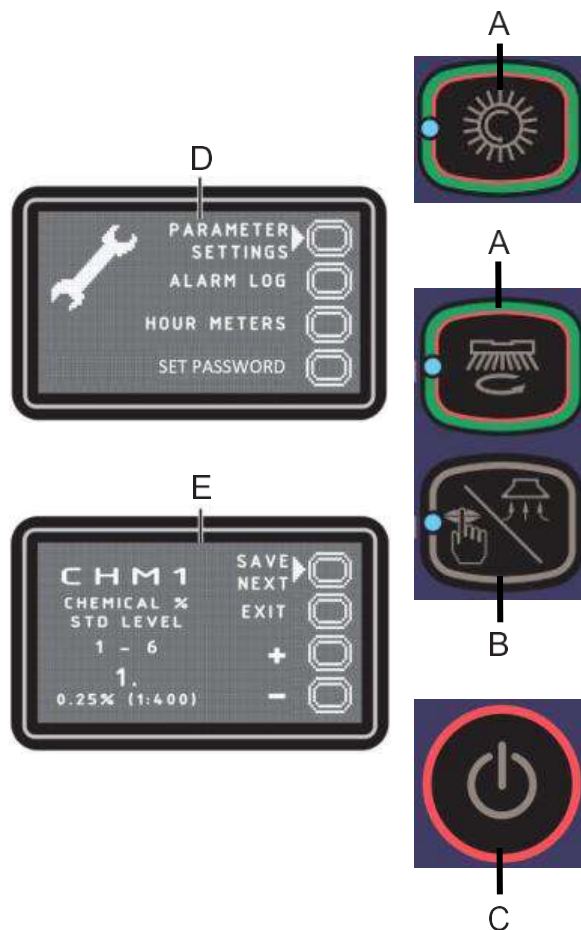 A
D
PARAMETER
SETTINGS
ALARM LOG
HOUR METERS
SET PASSWORD
A
E
CHM1
CHEMICAL %
STD LEVEL
1 - 6
1.
0.25% (1:400)
SAVE
NEXT
EXIT
+
-
B
C